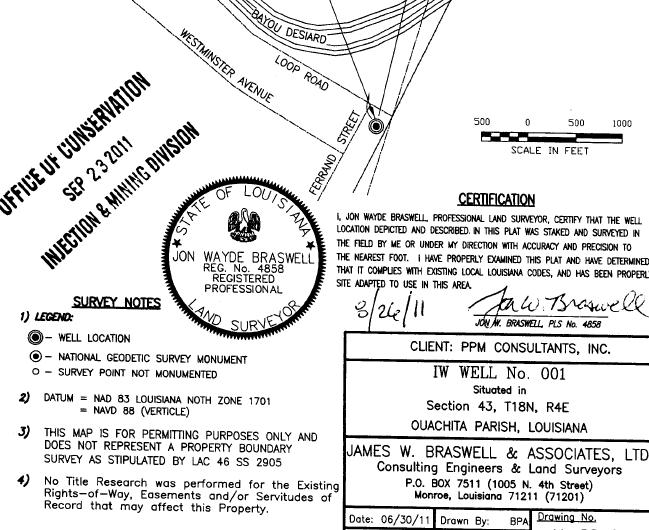 BAYOU DESIARD
WESTMINSTER AVENUE
LOOP ROAD
FERRAND STREET
500 0 500 1000
SCALE IN FEET
OFFICE OF CONSERVATION
SEP 23 2011
INJECTION & MINING DIVISION
STATE OF LOUISIANA
JON WAYDE BRASWELL
REG. No. 4858
REGISTERED
PROFESSIONAL
LAND SURVEYOR
CERTIFICATION
I, JON WAYDE BRASWELL, PROFESSIONAL LAND SURVEYOR, CERTIFY THAT THE WELL
LOCATION DEPICTED AND DESCRIBED. IN THIS PLAT WAS STAKED AND SURVEYED IN
THE FIELD BY ME OR UNDER MY DIRECTION WITH ACCURACY AND PRECISION TO
THE NEAREST FOOT. I HAVE PROPERLY EXAMINED THIS PLAT AND HAVE DETERMINED
THAT IT COMPLIES WITH EXISTING LOCAL LOUISIANA CODES, AND HAS BEEN PROPERL
SITE ADAPTED TO USE IN THIS AREA.
8/26/11 Jon W. Braswell
JON W. BRASWELL, PLS No. 4858
SURVEY NOTES
1) LEGEND:
- WELL LOCATION
- NATIONAL GEODETIC SURVEY MONUMENT
- SURVEY POINT NOT MONUMENTED
2) DATUM = NAD 83 LOUISIANA NOTH ZONE 1701
= NAVD 88 (VERTICLE)
3) THIS MAP IS FOR PERMITTING PURPOSES ONLY AND
DOES NOT REPRESENT A PROPERTY BOUNDARY
SURVEY AS STIPULATED BY LAC 46 SS 2905
4) No Title Research was performed for the Existing
Rights-of-Way, Easements and/or Servitudes of
Record that may affect this Property.
CLIENT: PPM CONSULTANTS, INC.
IW WELL No. 001
Situated in
Section 43, T18N, R4E
OUACHITA PARISH, LOUISIANA
JAMES W. BRASWELL & ASSOCIATES, LTD
Consulting Engineers & Land Surveyors
P.O. BOX 7511 (1005 N. 4th Street)
Monroe, Louisiana 71211 (71201)
Date: 06/30/11 Drawn By: BPA Drawing No.